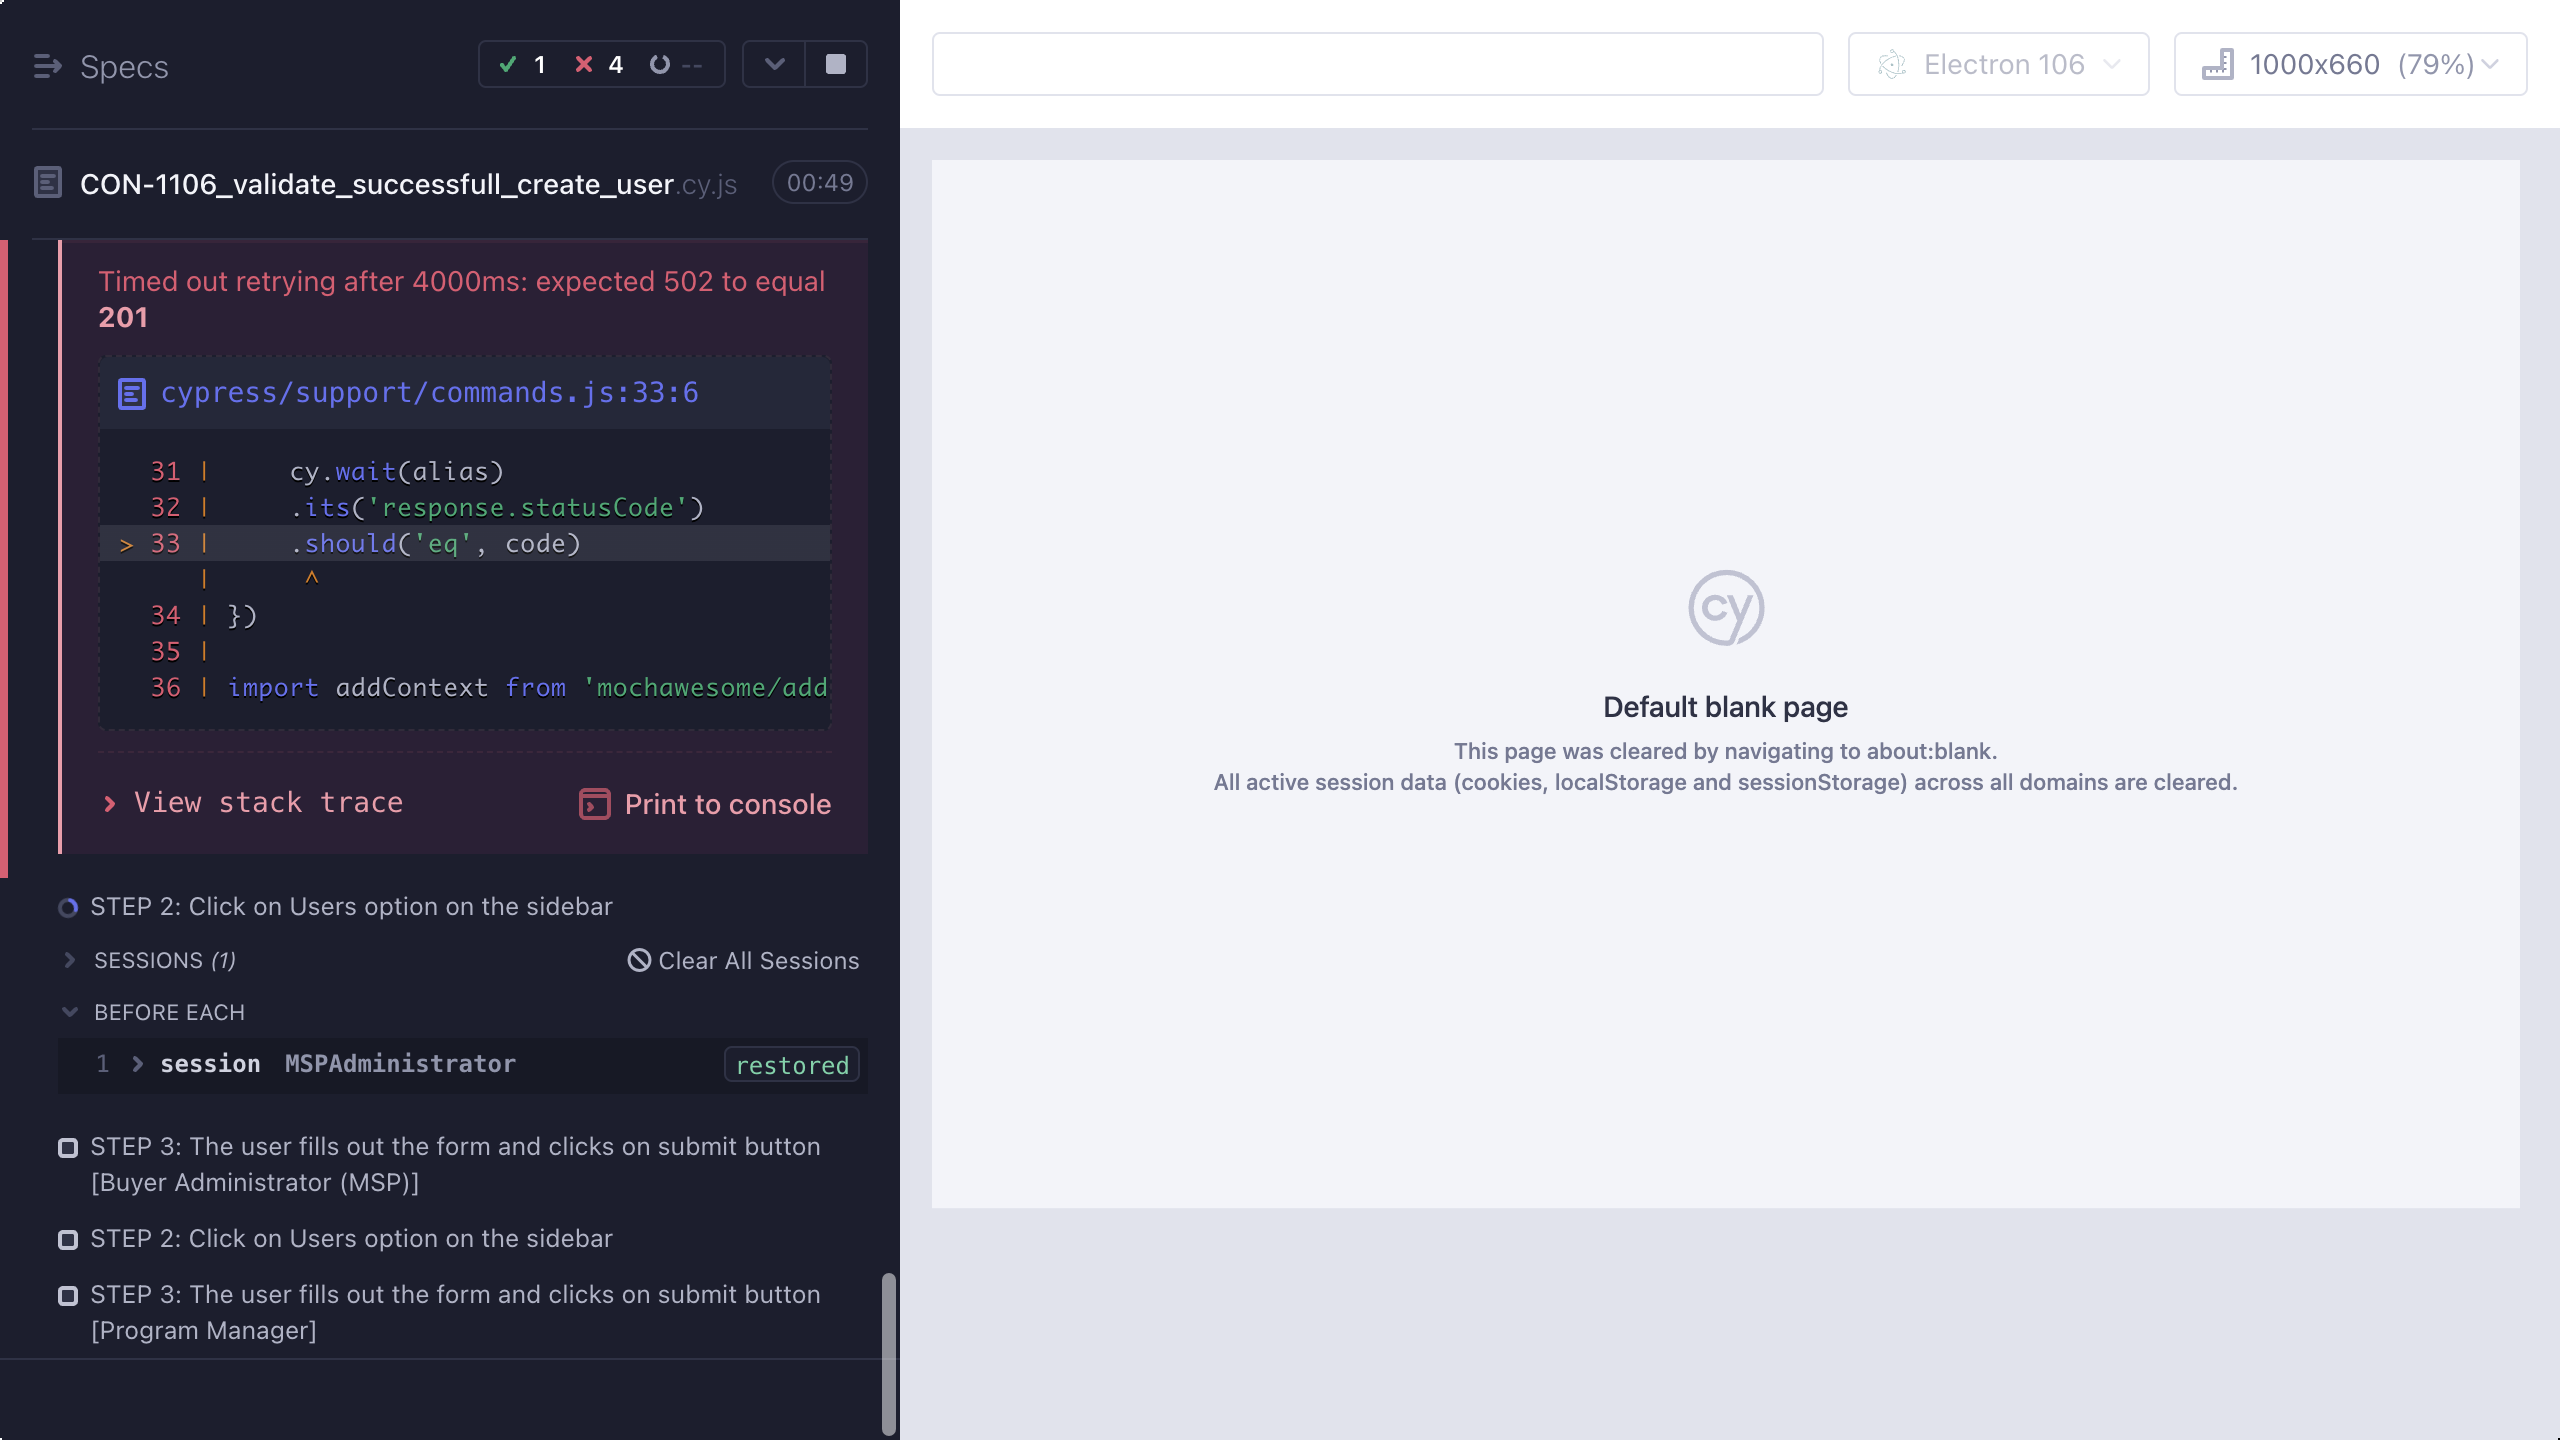 Specs
1
4
--
CON-1106_validate_successfull_create_user.cy.js
00:49
Timed out retrying after 4000ms: expected 502 to equal
201
cypress/support/commands.js:33:6
31 |     cy.wait(alias)
32 |     .its('response.statusCode')
> 33 |     .should('eq', code)
|      ^
34 | })
35 |
36 | import addContext from 'mochawesome/add
View stack trace
Print to console
STEP 2: Click on Users option on the sidebar
SESSIONS (1)
Clear All Sessions
BEFORE EACH
1 session MSPAdministrator
restored
STEP 3: The user fills out the form and clicks on submit button
[Buyer Administrator (MSP)]
STEP 2: Click on Users option on the sidebar
STEP 3: The user fills out the form and clicks on submit button
[Program Manager]
Electron 106
1000x660 (79%)
cy
Default blank page
This page was cleared by navigating to about:blank.
All active session data (cookies, localStorage and sessionStorage) across all domains are cleared.